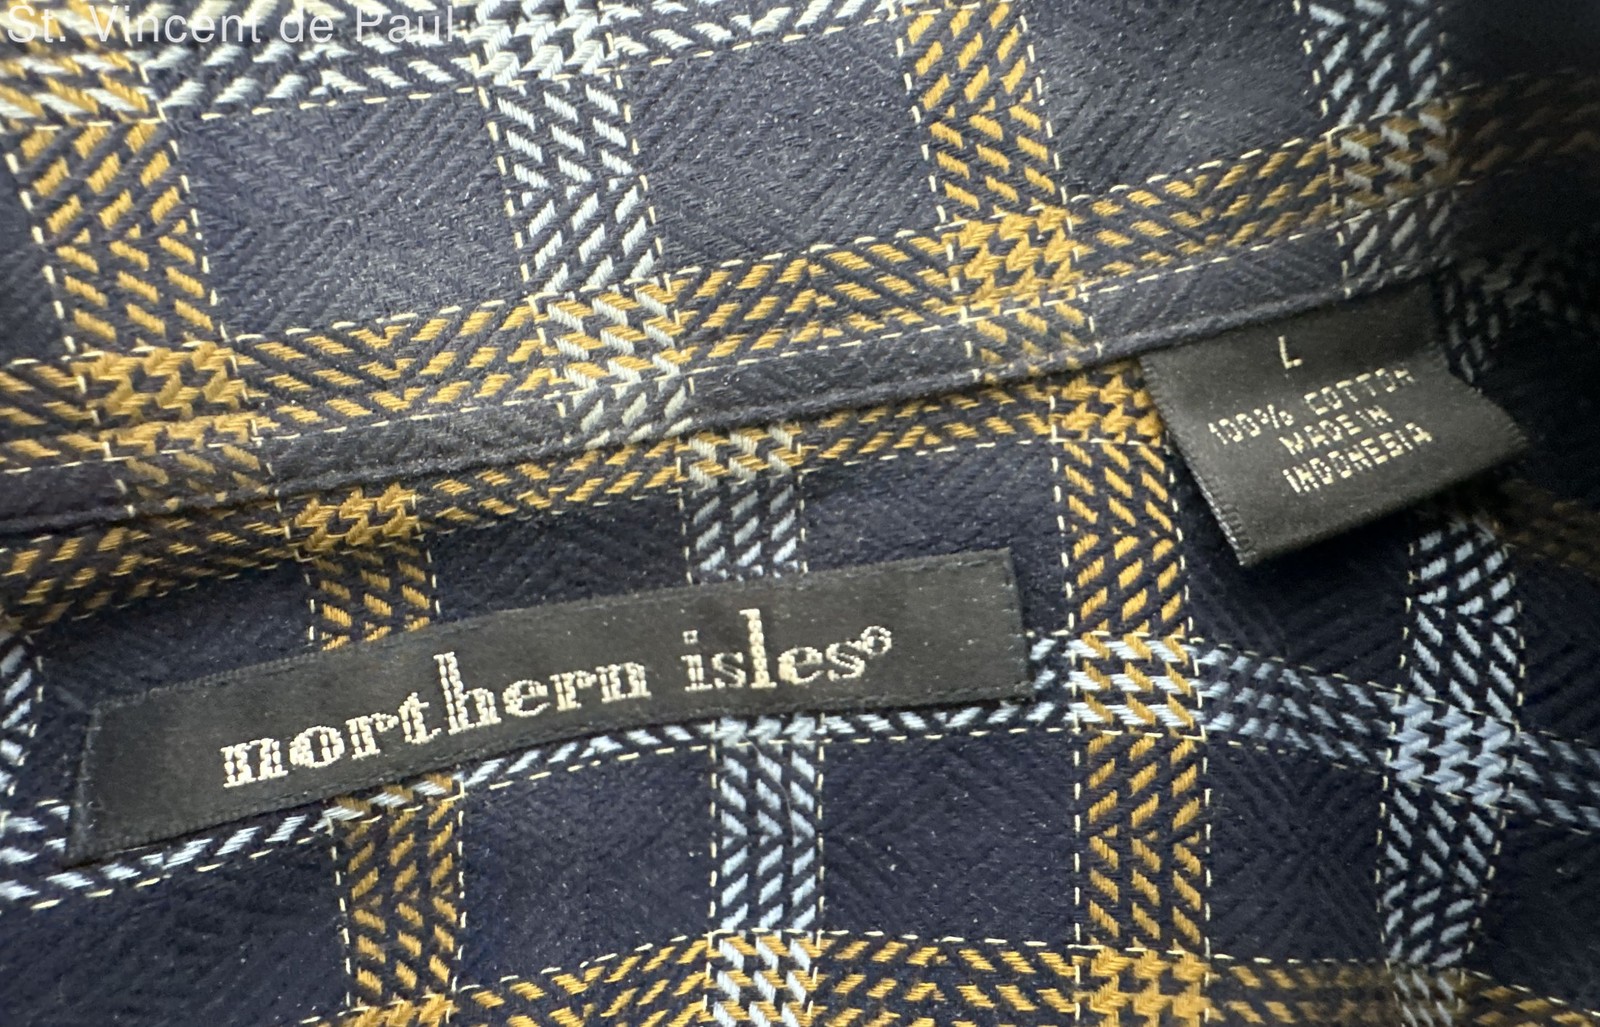 St. Vincent de Paul
L
100% COTTON
MADE IN
INDONESIA
northern isles®